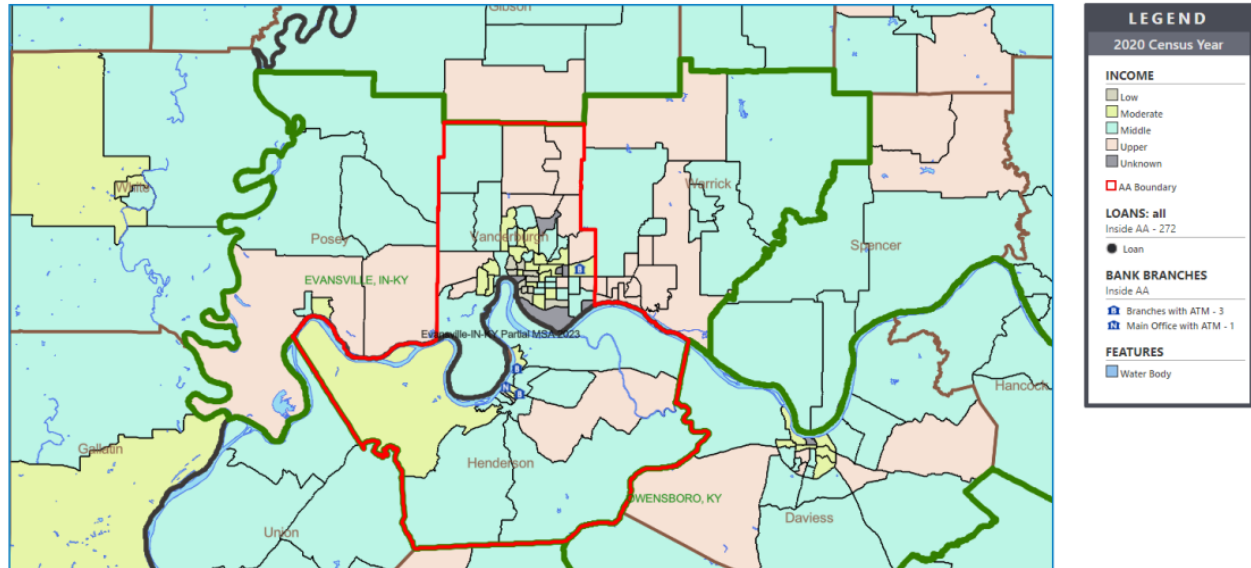 Gibson
White
Posey
Vanderburgh
Warrick
Spencer
EVANSVILLE, IN-KY
Evansville-IN-KY Partial MSA 2023
Hancock
Gallatin
Henderson
OWENSBORO, KY
Union
Daviess
LEGEND
2020 Census Year
INCOME
Low
Moderate
Middle
Upper
Unknown
AA Boundary
LOANS: all
Inside AA - 272
Loan
BANK BRANCHES
Inside AA
Branches with ATM - 3
Main Office with ATM - 1
FEATURES
Water Body